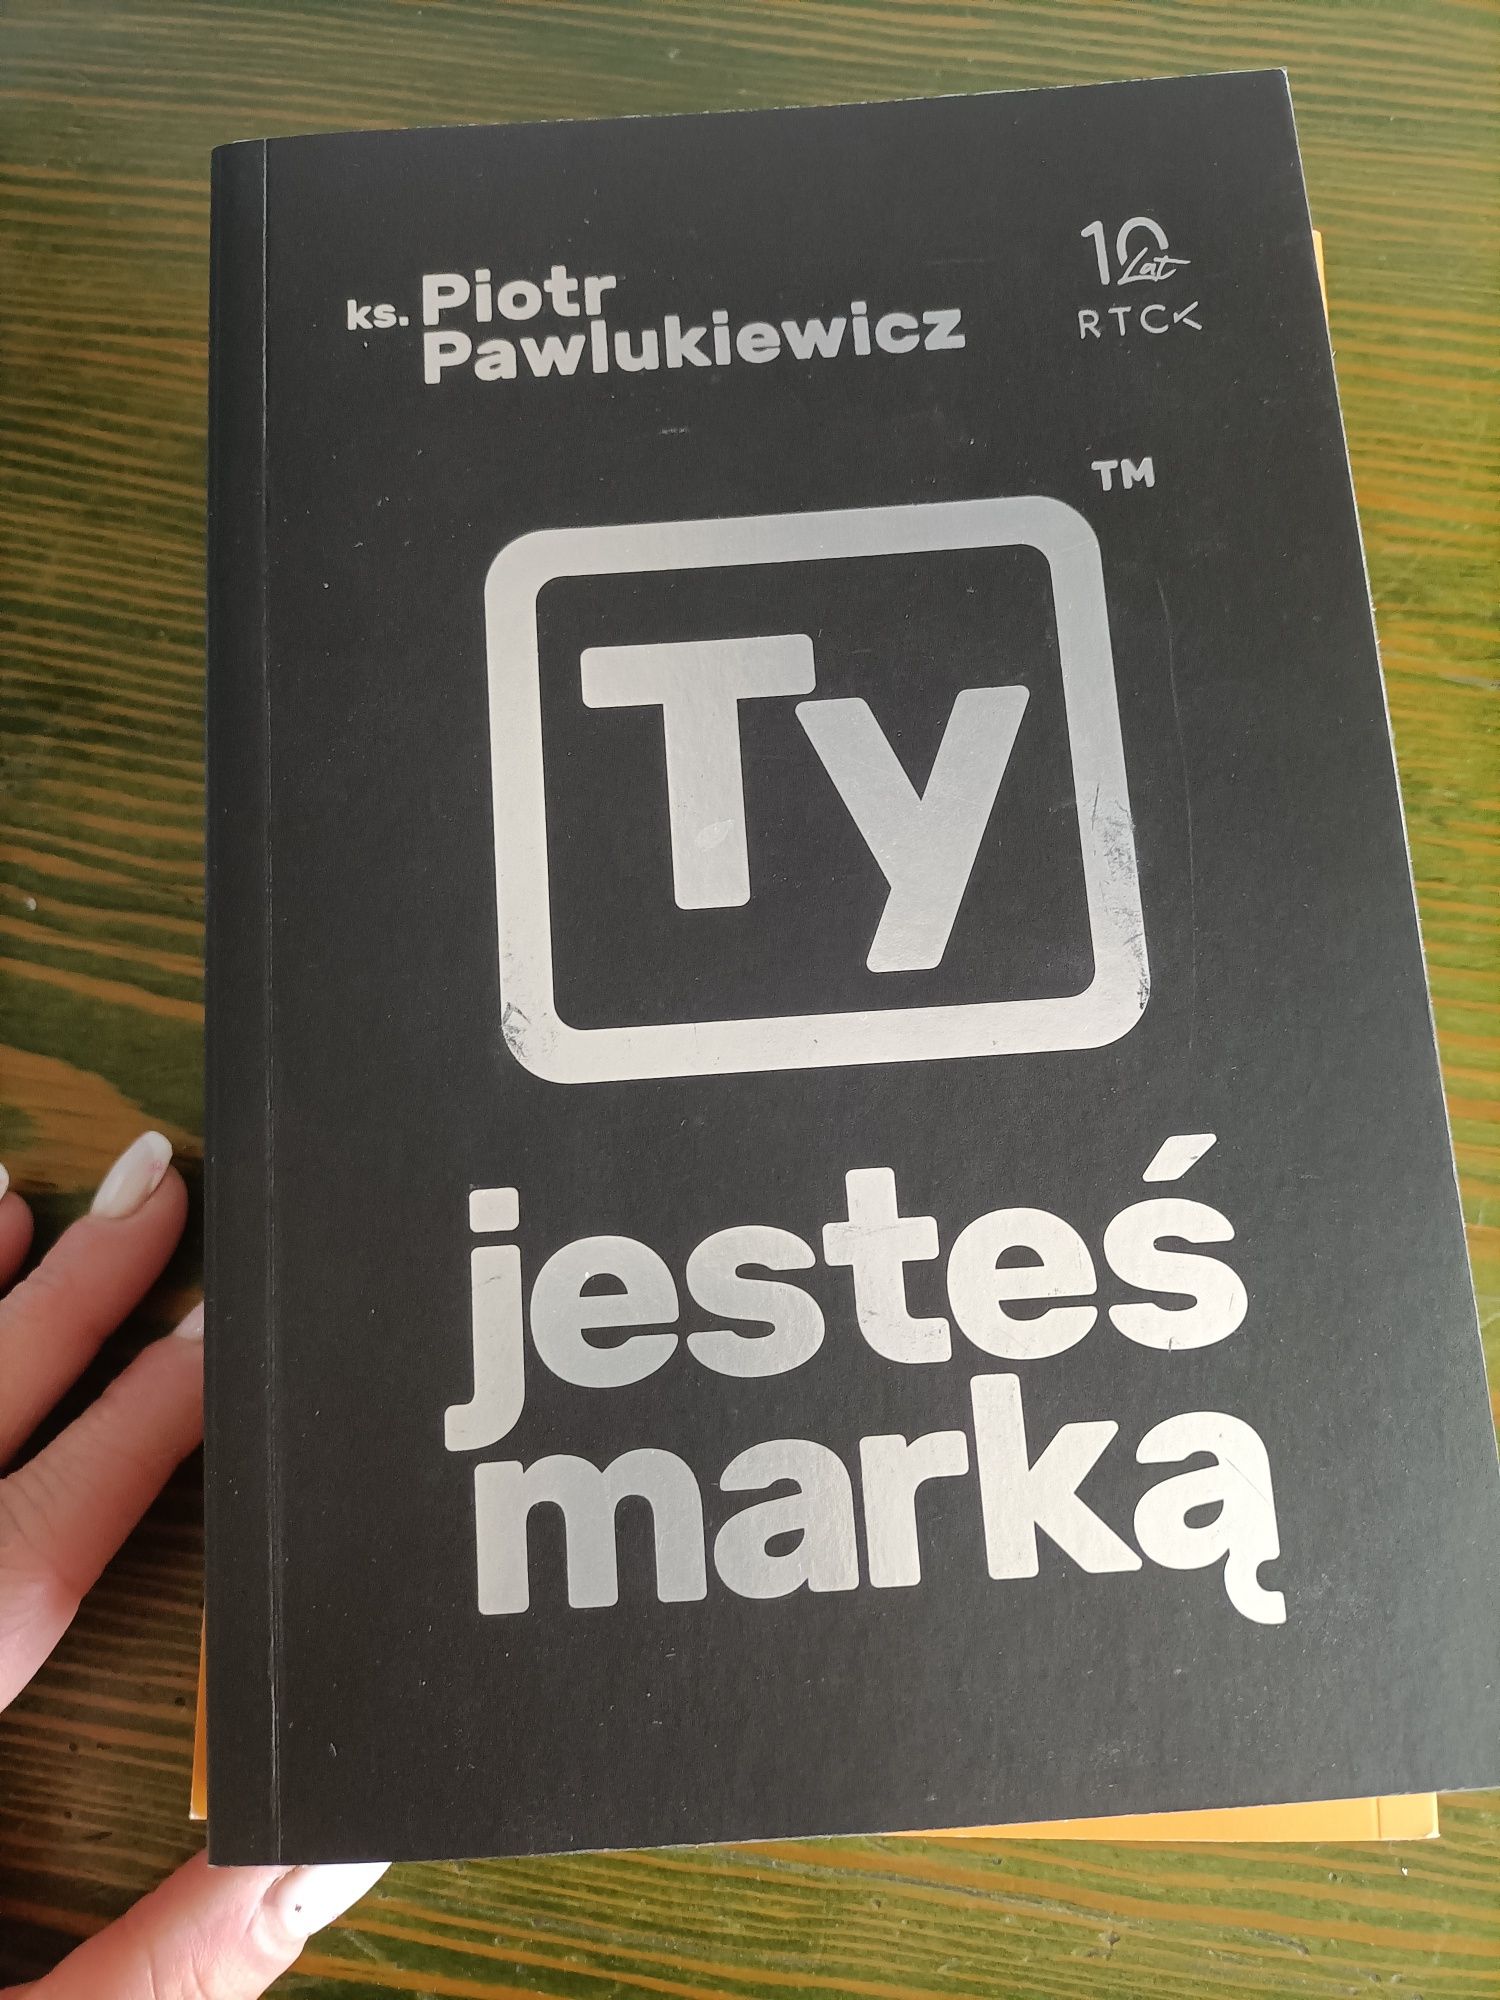 ks. Piotr
Pawlukiewicz
10
Lat
RTCK
TM
Ty
jesteś
marką